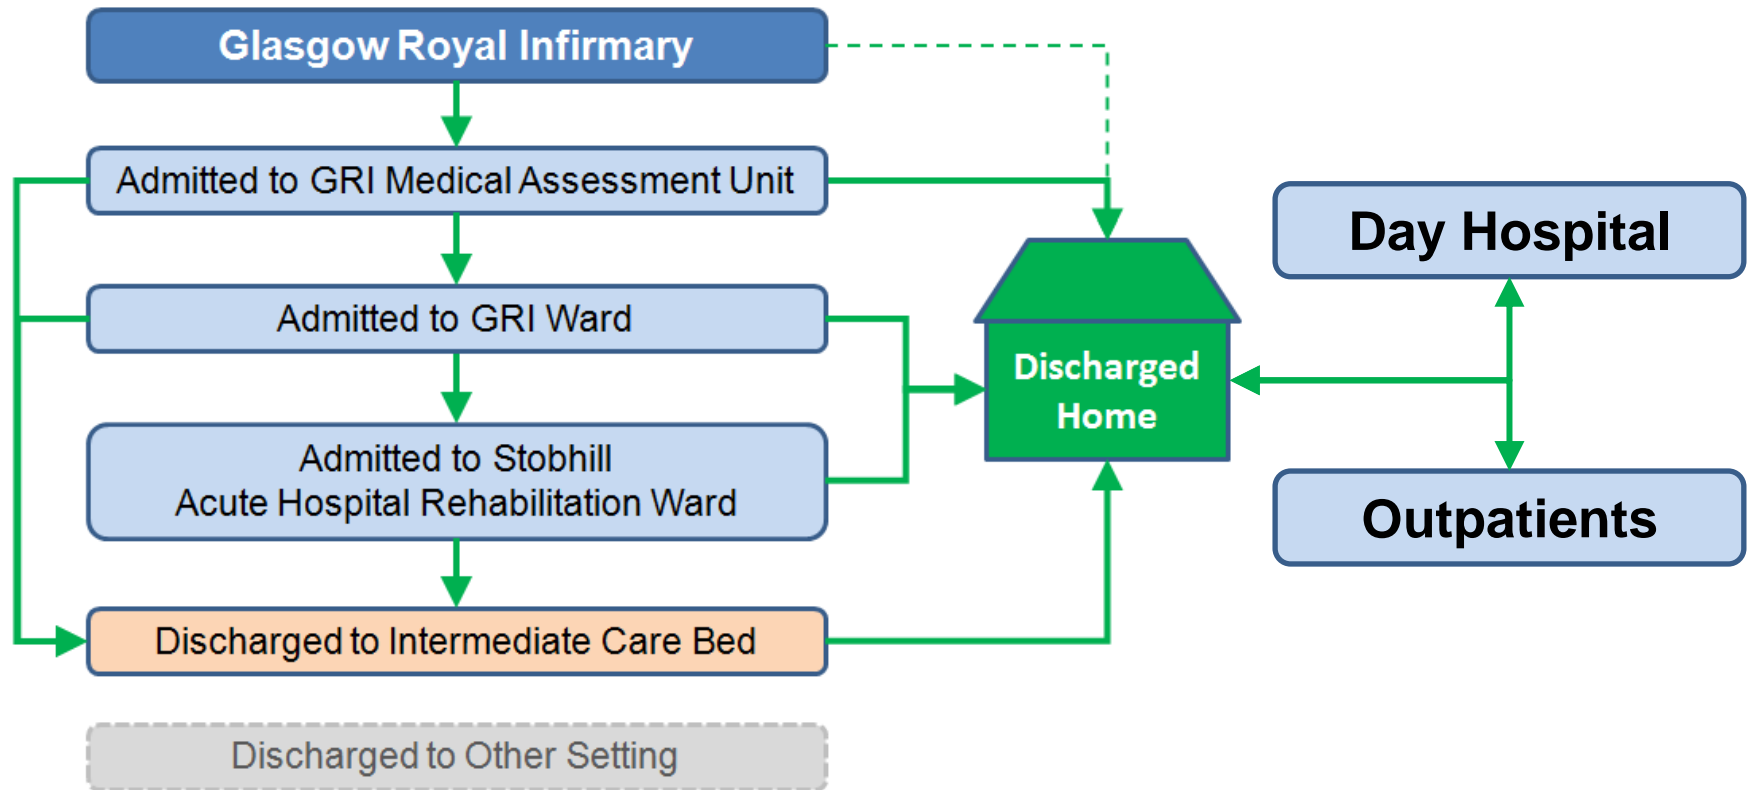 Glasgow Royal Infirmary
Admitted to GRI Medical Assessment Unit
Admitted to GRI Ward
Admitted to Stobhill
Acute Hospital Rehabilitation Ward
Discharged to Intermediate Care Bed
Discharged to Other Setting
Discharged
Home
Day Hospital
Outpatients